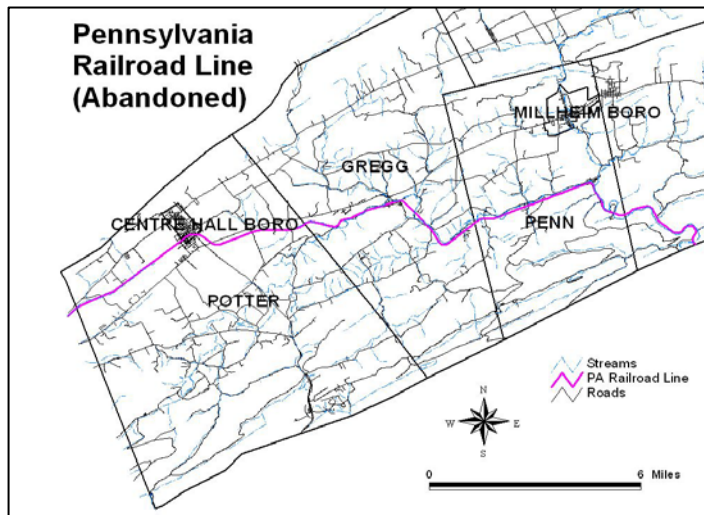 Pennsylvania
Railroad Line
(Abandoned)
MILLHEIM BORO
GREGG
CENTRE HALL BORO
PENN
POTTER
Streams
PA Railroad Line
Roads
N
W E
S
0 6 Miles